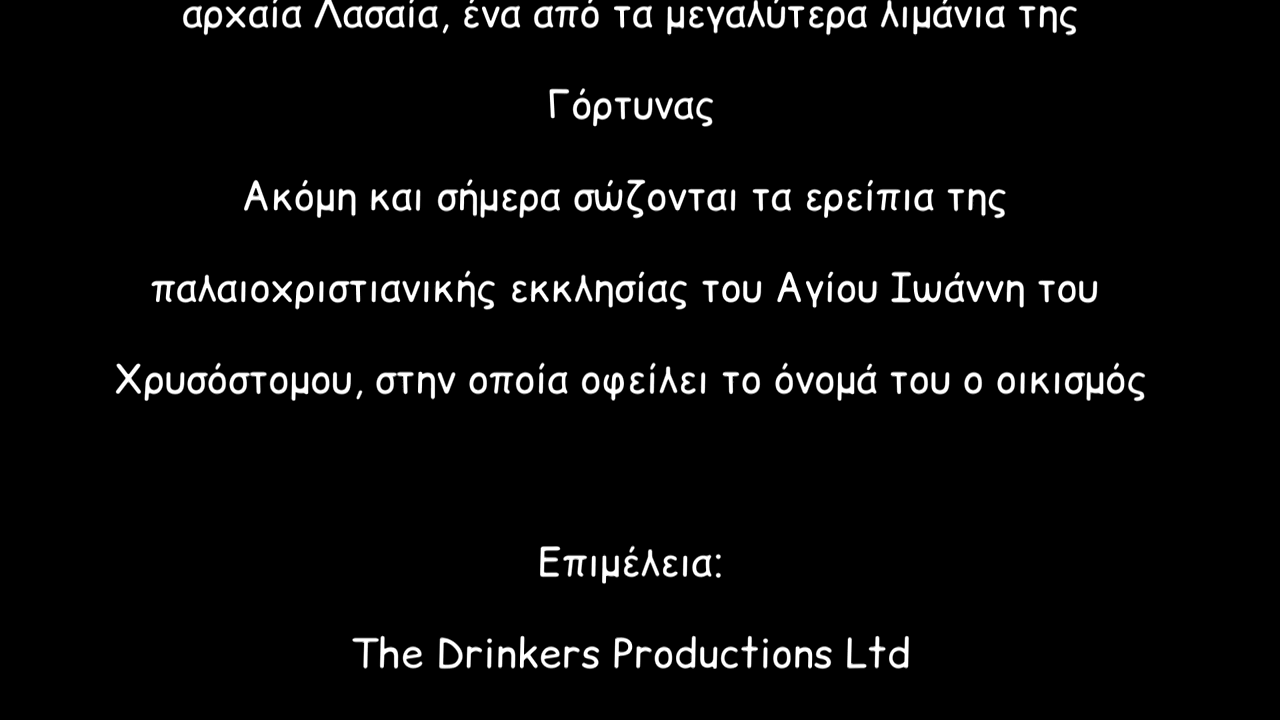 αρχαία Λασαία, ένα από τα μεγαλύτερα λιμάνια της
Γόρτυνας
Ακόμη και σήμερα σώζονται τα ερείπια της
παλαιοχριστιανικής εκκλησίας του Αγίου Ιωάννη του
Χρυσόστομου, στην οποία οφείλει το όνομά του ο οικισμός
Επιμέλεια:
The Drinkers Productions Ltd